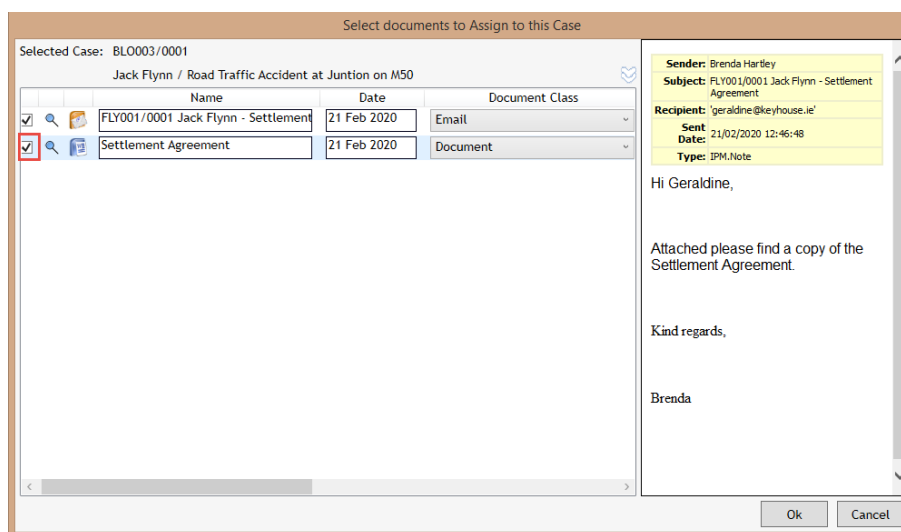 Select documents to Assign to this Case
Selected Case: BLO003/0001
Jack Flynn / Road Traffic Accident at Juntion on M50
Name Date Document Class
FLY001/0001 Jack Flynn - Settlement 21 Feb 2020 Email
Settlement Agreement 21 Feb 2020 Document
Sender: Brenda Hartley
Subject: FLY001/0001 Jack Flynn - Settlement
Agreement
Recipient: 'geraldine@keyhouse.ie'
Sent
Date: 21/02/2020 12:46:48
Type: IPM.Note
Hi Geraldine,
Attached please find a copy of the
Settlement Agreement.
Kind regards,
Brenda
Ok Cancel